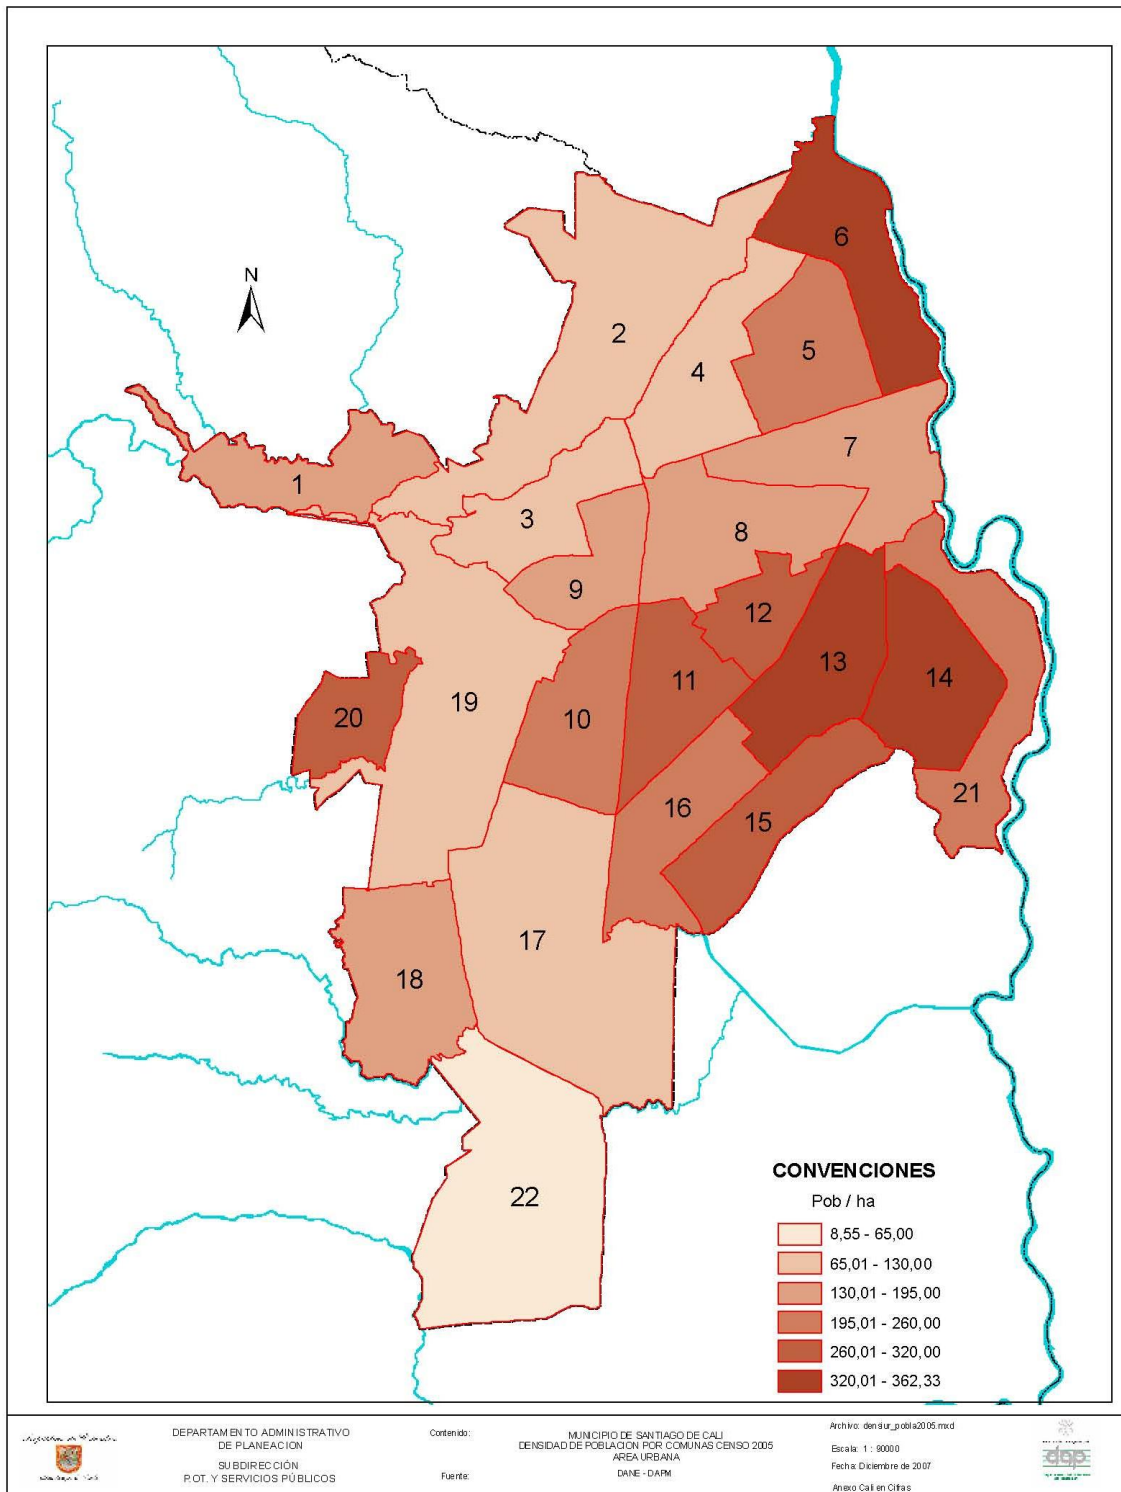 N
6
2
5
4
7
1
3
8
9
12
13
14
11
19
20
10
21
16
15
17
18
22
CONVENCIONES
Pob / ha
8,55 - 65,00
65,01 - 130,00
130,01 - 195,00
195,01 - 260,00
260,01 - 320,00
320,01 - 362,33
DEPARTAMENTO ADMINISTRATIVO
DE PLANEACION
SUBDIRECCIÓN
P.O.T. Y SERVICIOS PÚBLICOS
Contenido:
MUNICIPIO DE SANTIAGO DE CALI
DENSIDAD DE POBLACION POR COMUNAS CENSO 2005
AREA URBANA
Fuente:
DANE - DAPM
Archivo: densiur_pobla2005.mxd
Escala: 1 : 90000
Fecha: Diciembre de 2007
Anexo Cali en Cifras
dap